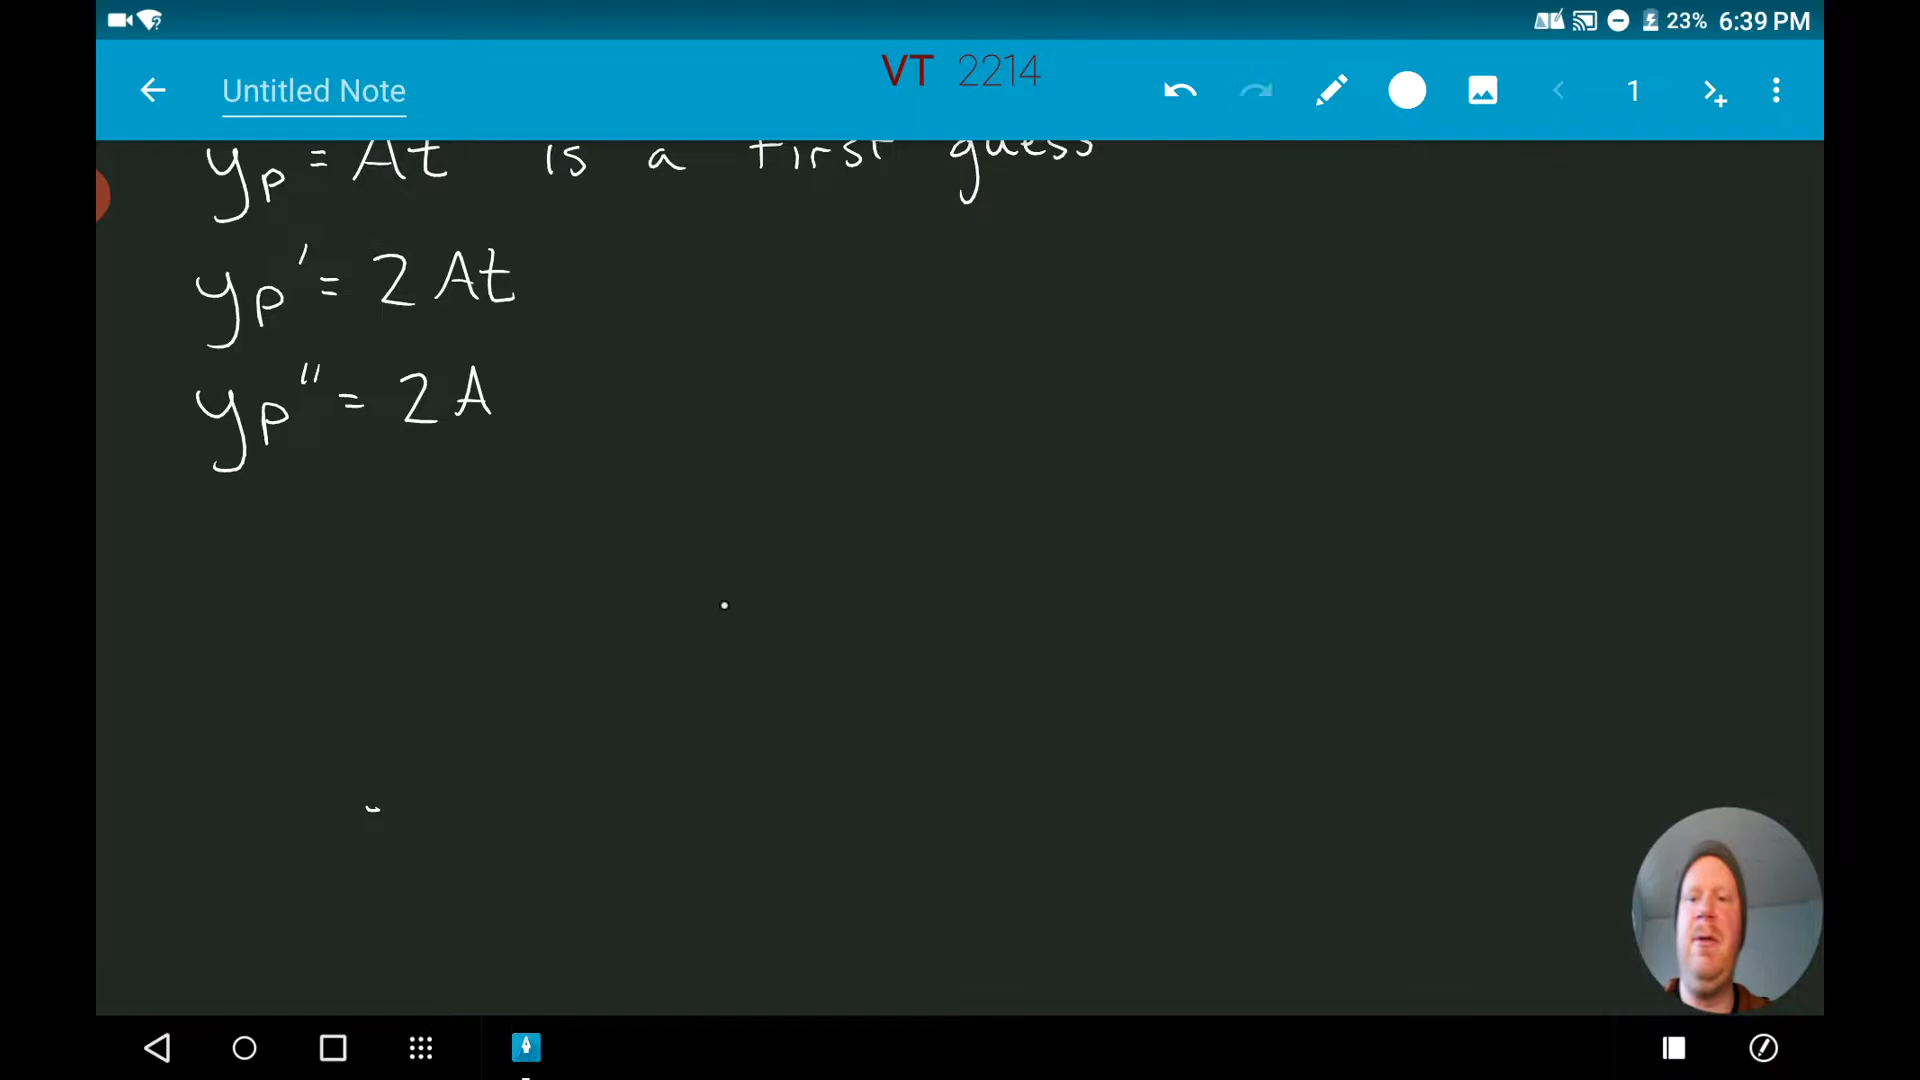 23% 6:39 PM
Untitled Note
VT 2214
1
yp = At is a first guess
yp' = 2At
yp'' = 2A